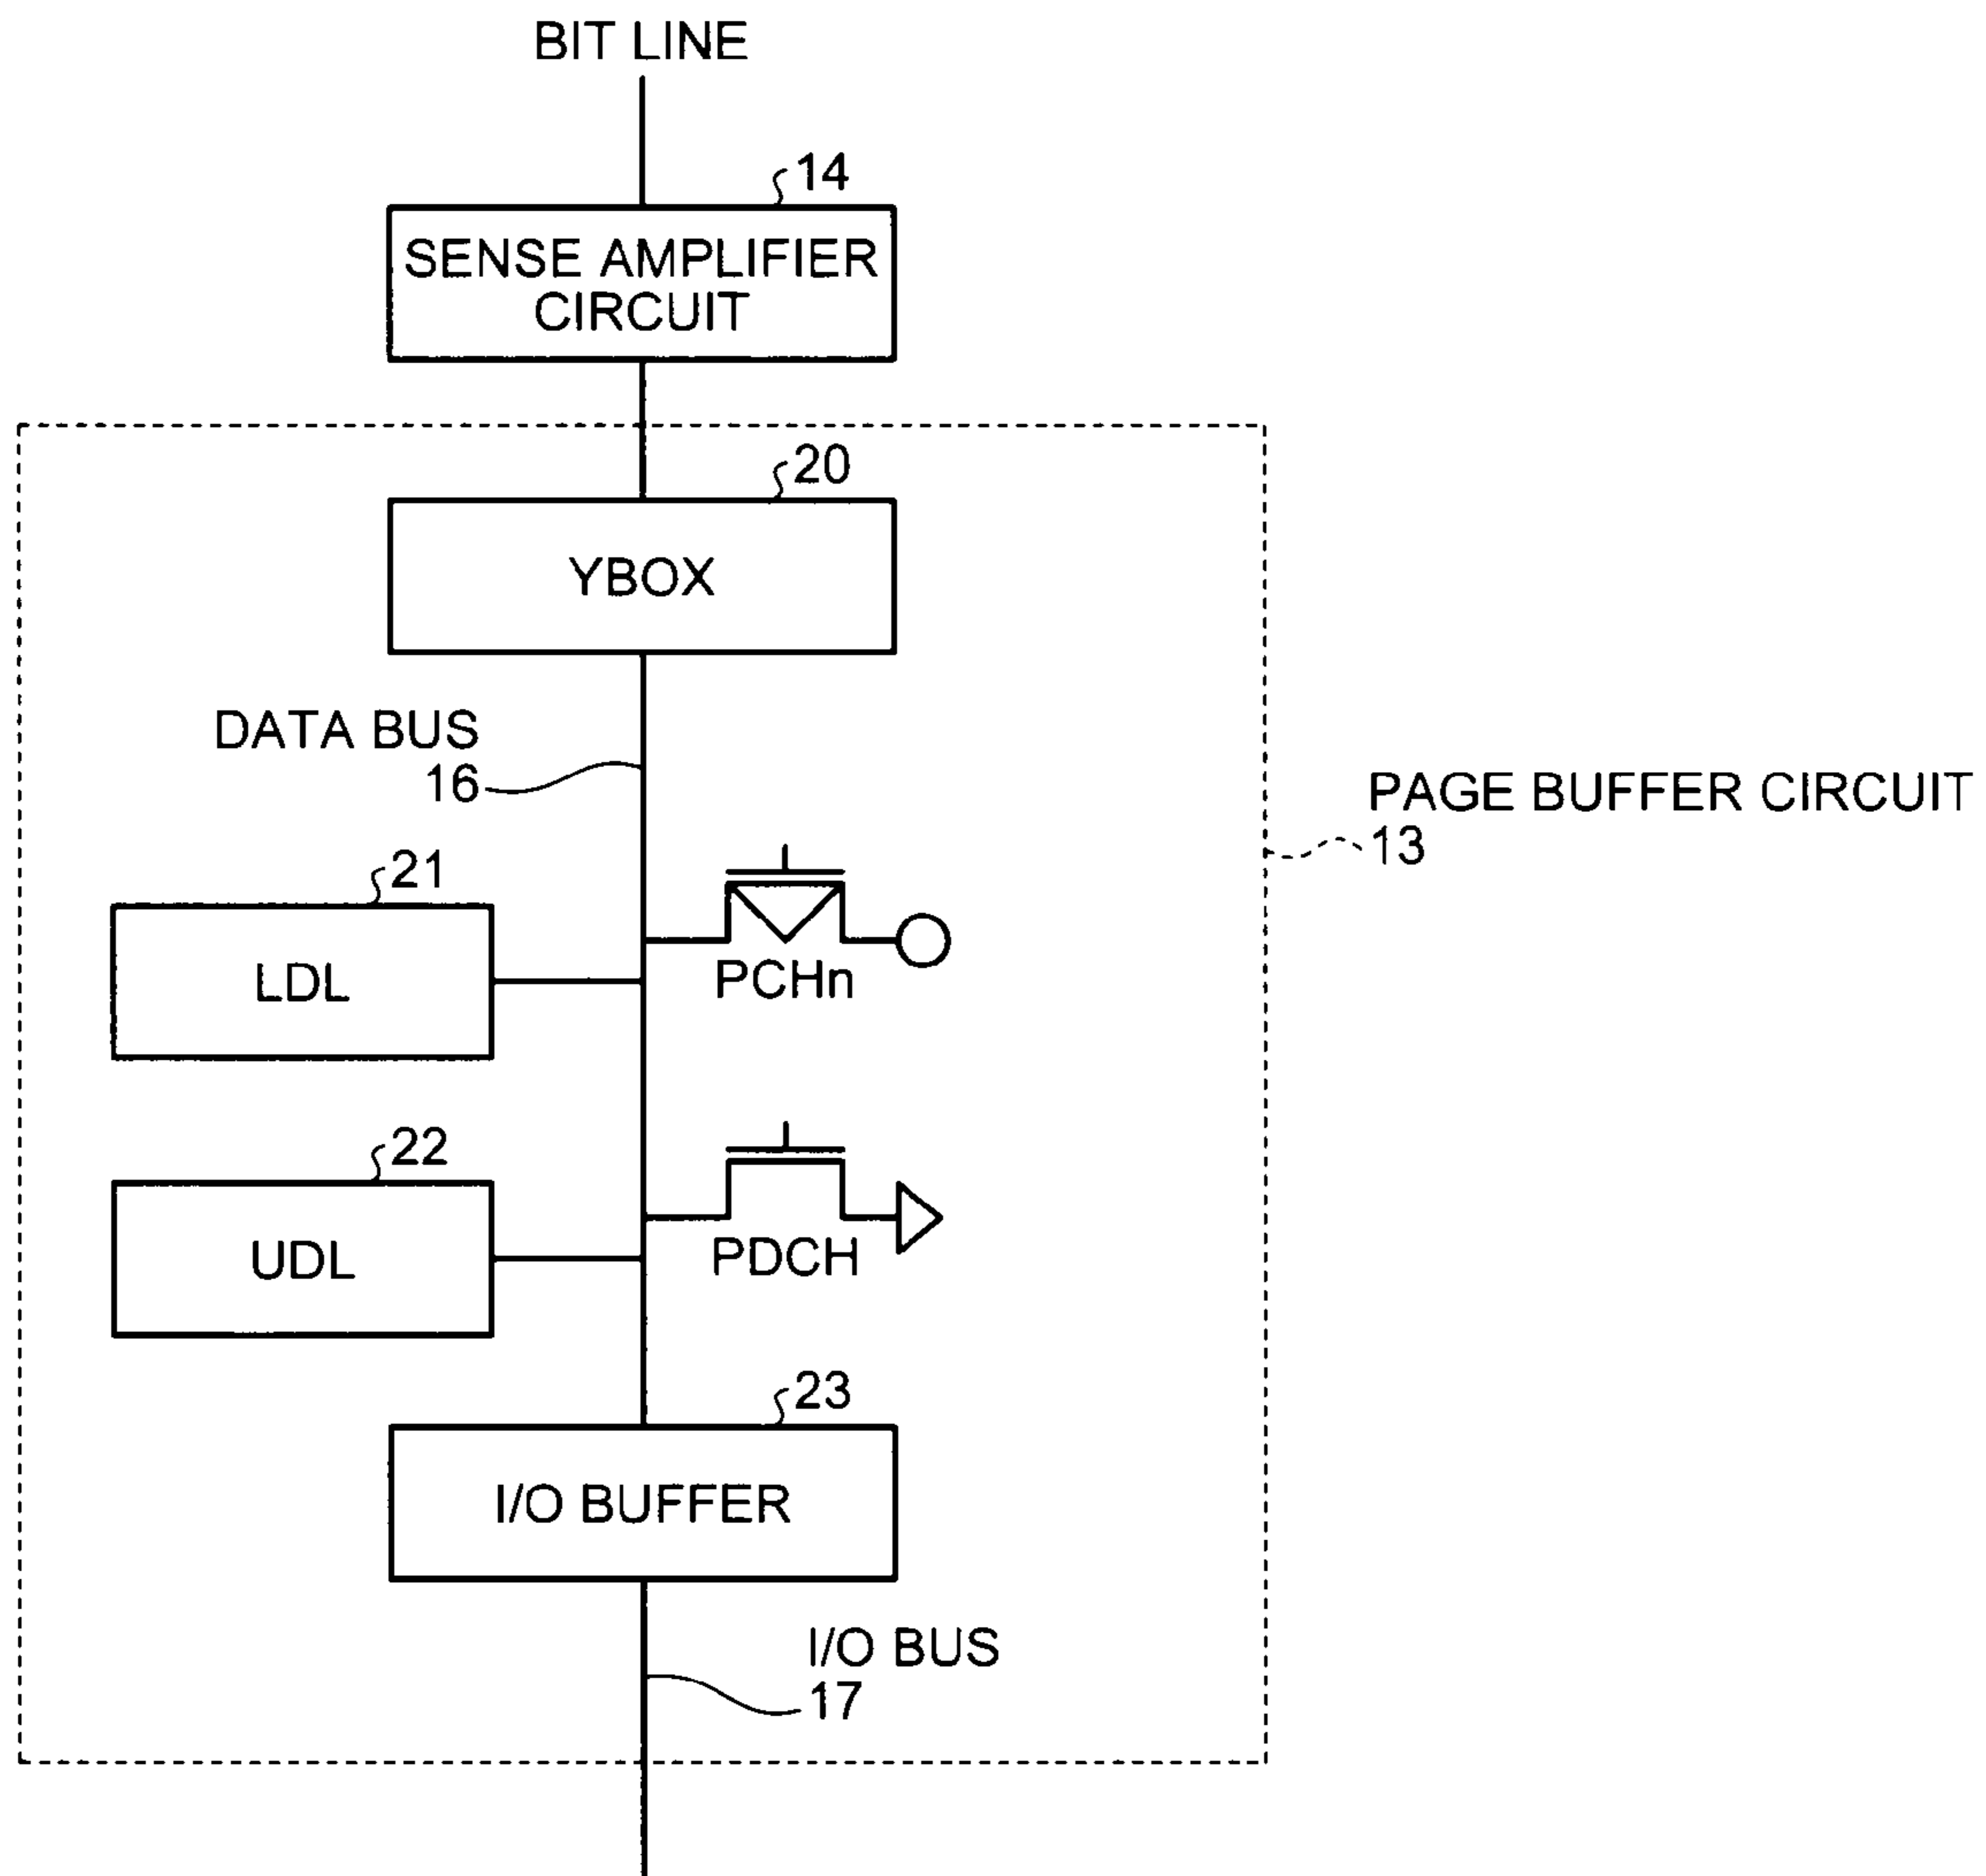 BIT LINE
14
SENSE AMPLIFIER
CIRCUIT
20
YBOX
DATA BUS
16
PAGE BUFFER CIRCUIT
13
21
LDL
PCHn
22
UDL
PDCH
23
I/O BUFFER
I/O BUS
17